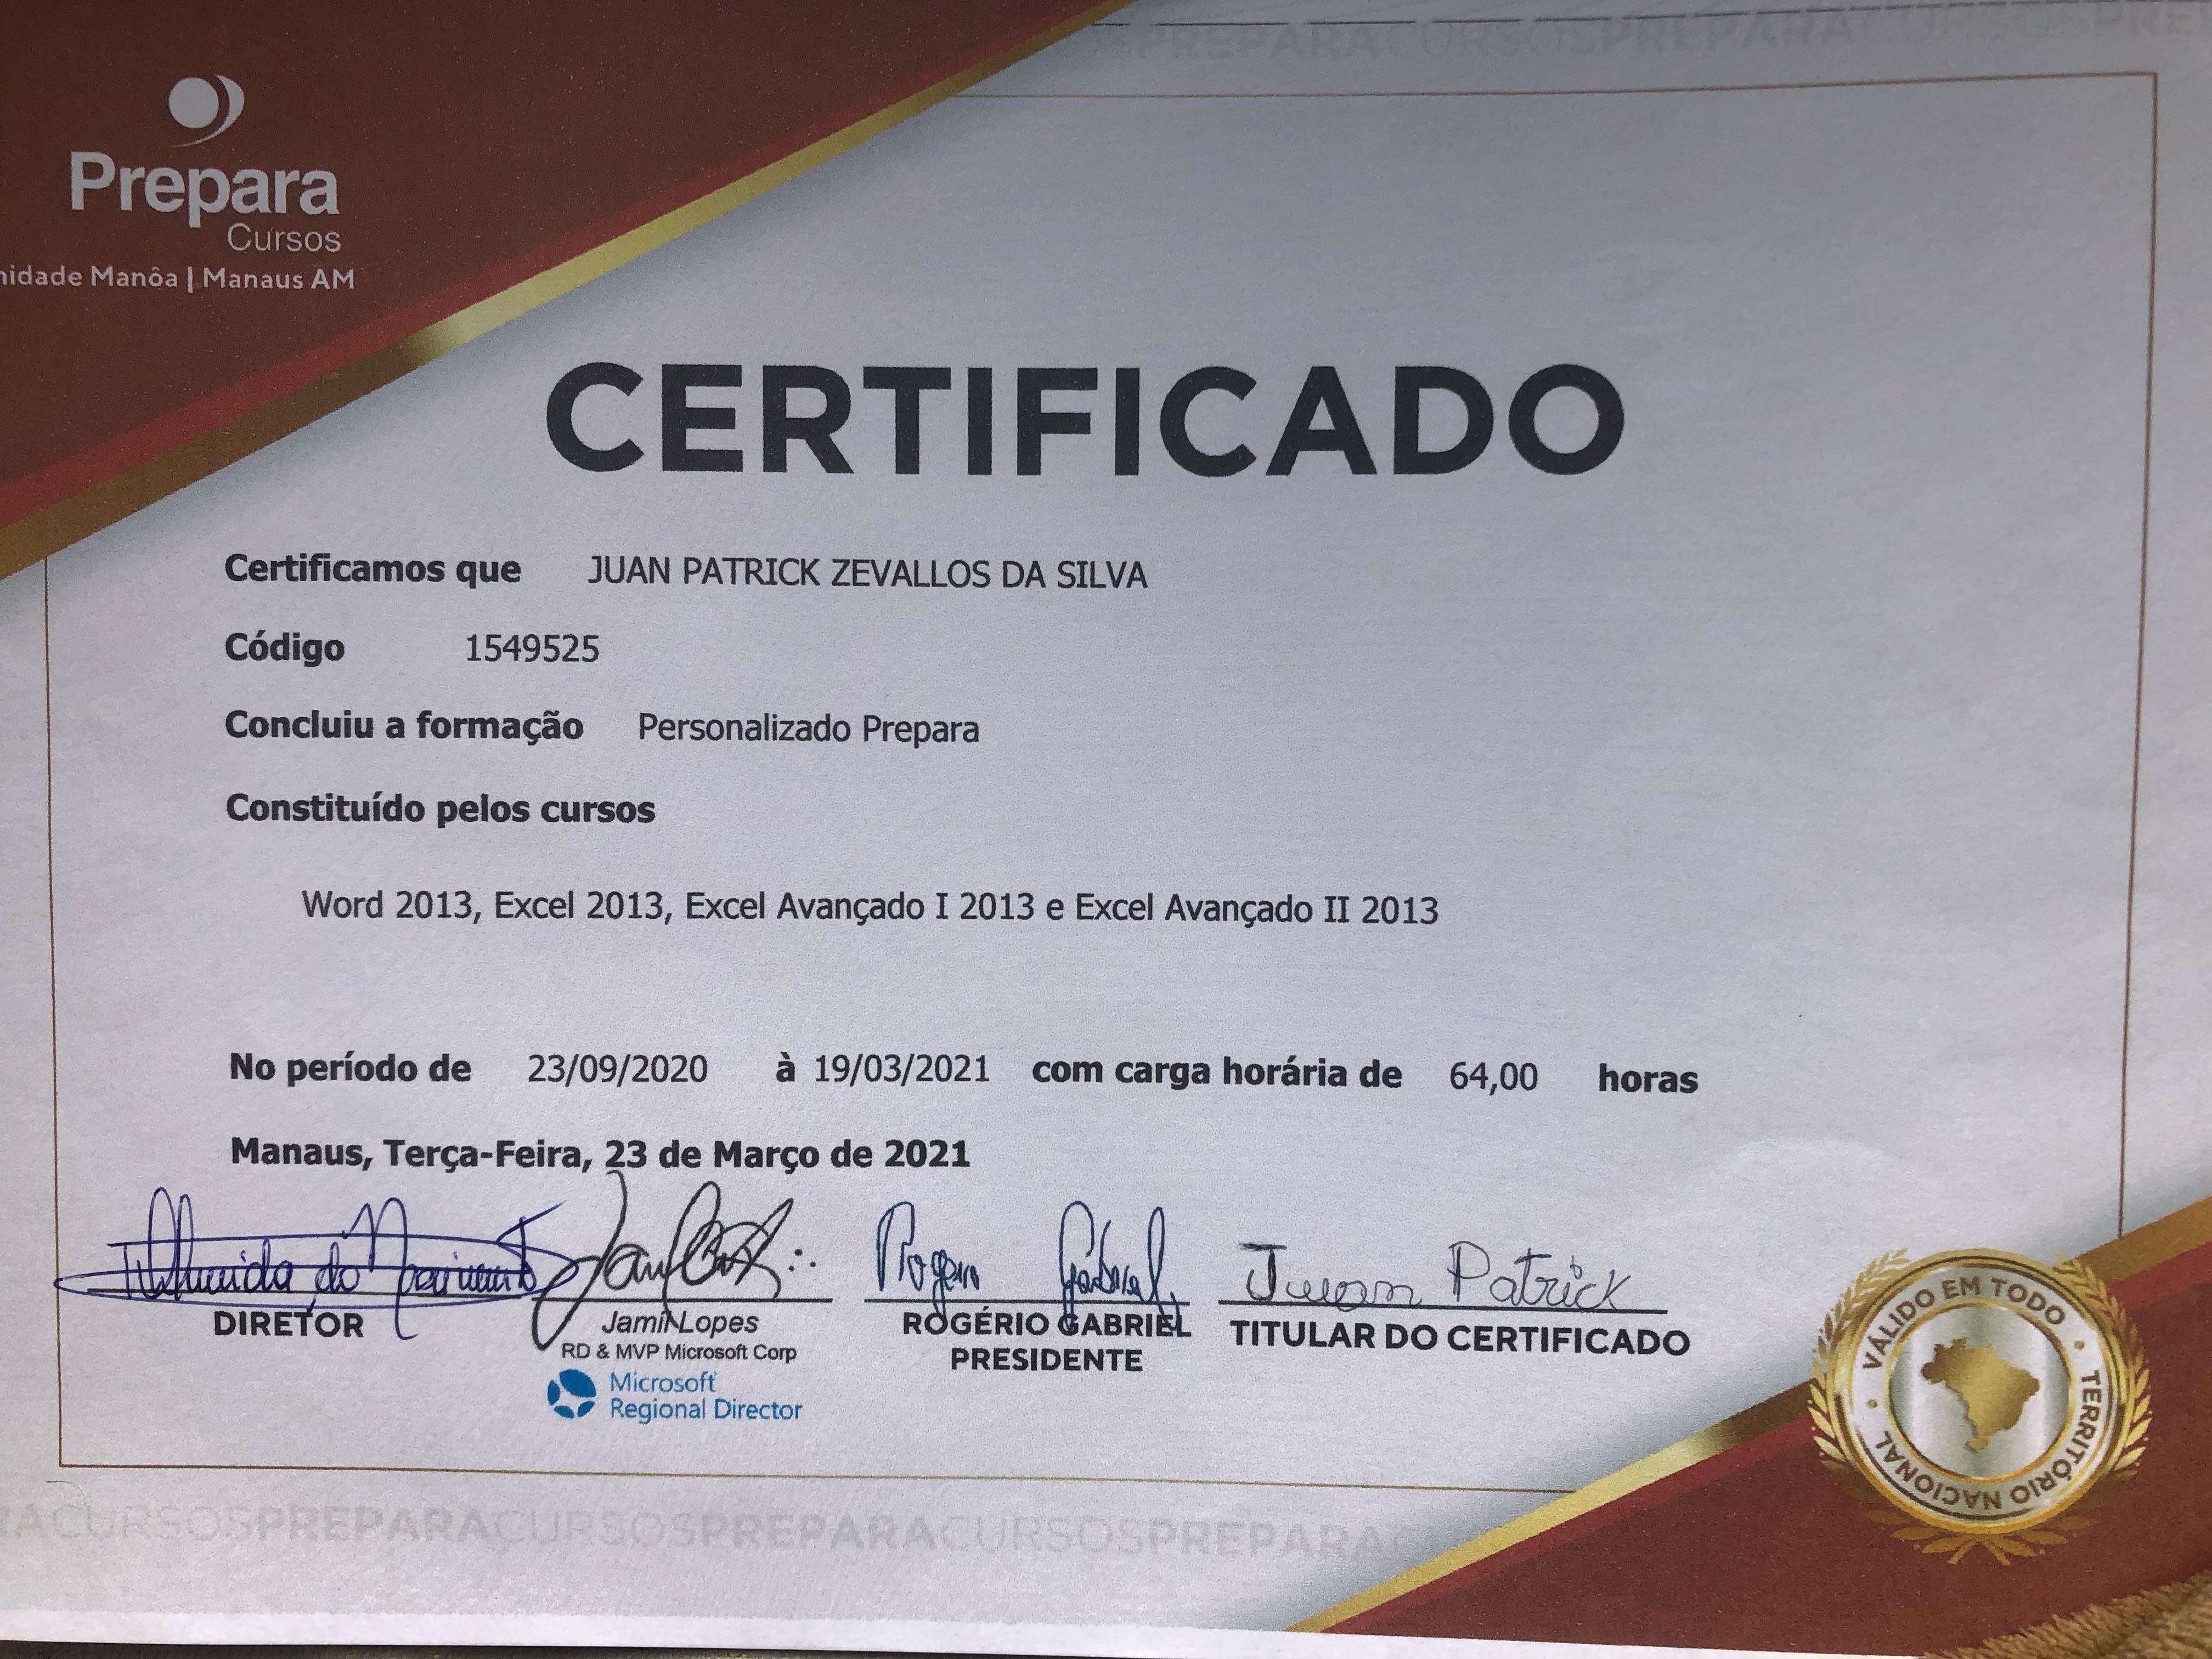 PREPARACURSOSPREPARACURSOSPRE
Prepara
Cursos
nidade Manôa | Manaus AM
CERTIFICADO
Certificamos que JUAN PATRICK ZEVALLOS DA SILVA
Código 1549525
Concluiu a formação Personalizado Prepara
Constituído pelos cursos
Word 2013, Excel 2013, Excel Avançado I 2013 e Excel Avançado II 2013
No período de 23/09/2020 à 19/03/2021 com carga horária de 64,00 horas
Manaus, Terça-Feira, 23 de Março de 2021
Rogério Gabriel
Juan Patrick
DIRETOR
Jamil Lopes
RD & MVP Microsoft Corp
Microsoft
Regional Director
ROGÉRIO GABRIEL
PRESIDENTE
TITULAR DO CERTIFICADO
VÁLIDO EM TODO TERRITÓRIO NACIONAL
RACURSOSPREPARACURSOSPREPARACURSOSPREPARAC